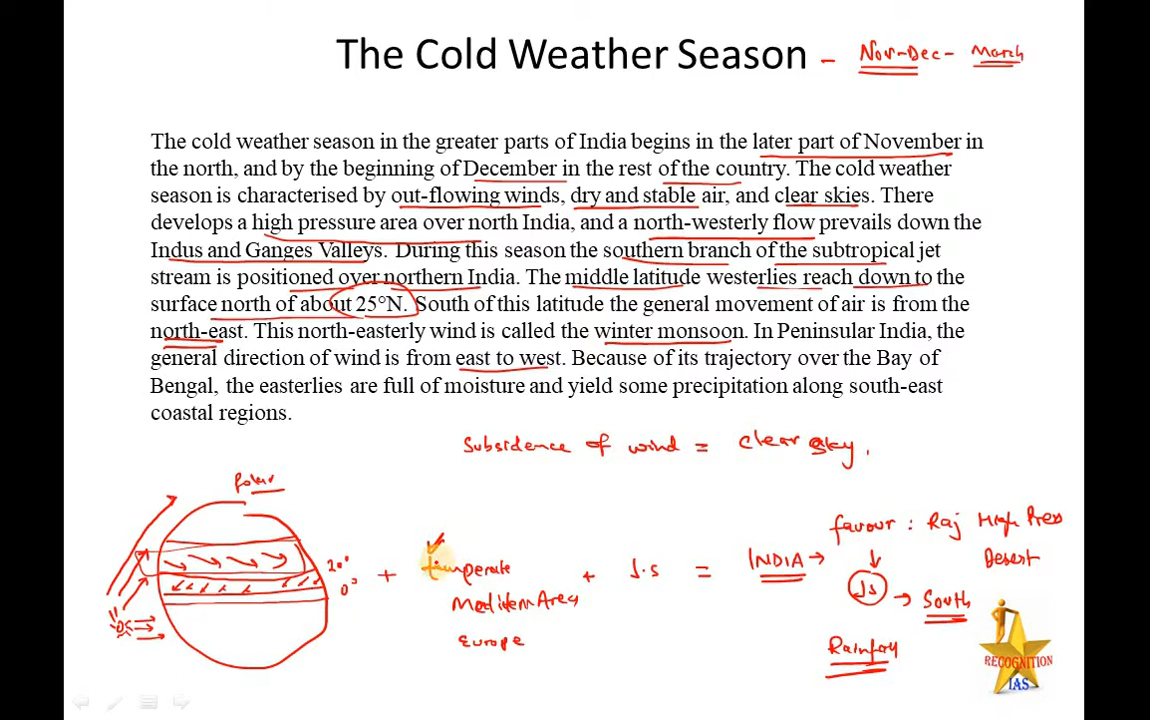 The Cold Weather Season - Nov-Dec- March
The cold weather season in the greater parts of India begins in the later part of November in
the north, and by the beginning of December in the rest of the country. The cold weather
season is characterised by out-flowing winds, dry and stable air, and clear skies. There
develops a high pressure area over north India, and a north-westerly flow prevails down the
Indus and Ganges Valleys. During this season the southern branch of the subtropical jet
stream is positioned over northern India. The middle latitude westerlies reach down to the
surface north of about 25°N. South of this latitude the general movement of air is from the
north-east. This north-easterly wind is called the winter monsoon. In Peninsular India, the
general direction of wind is from east to west. Because of its trajectory over the Bay of
Bengal, the easterlies are full of moisture and yield some precipitation along south-east
coastal regions.
Subsidence of wind = clear sky.
Polar
favour : Raj High Pres
Desert
20°
0°
+ temperate + J.S = INDIA →
Js → South
Europe
Rainfall
RECOGNITION
IAS